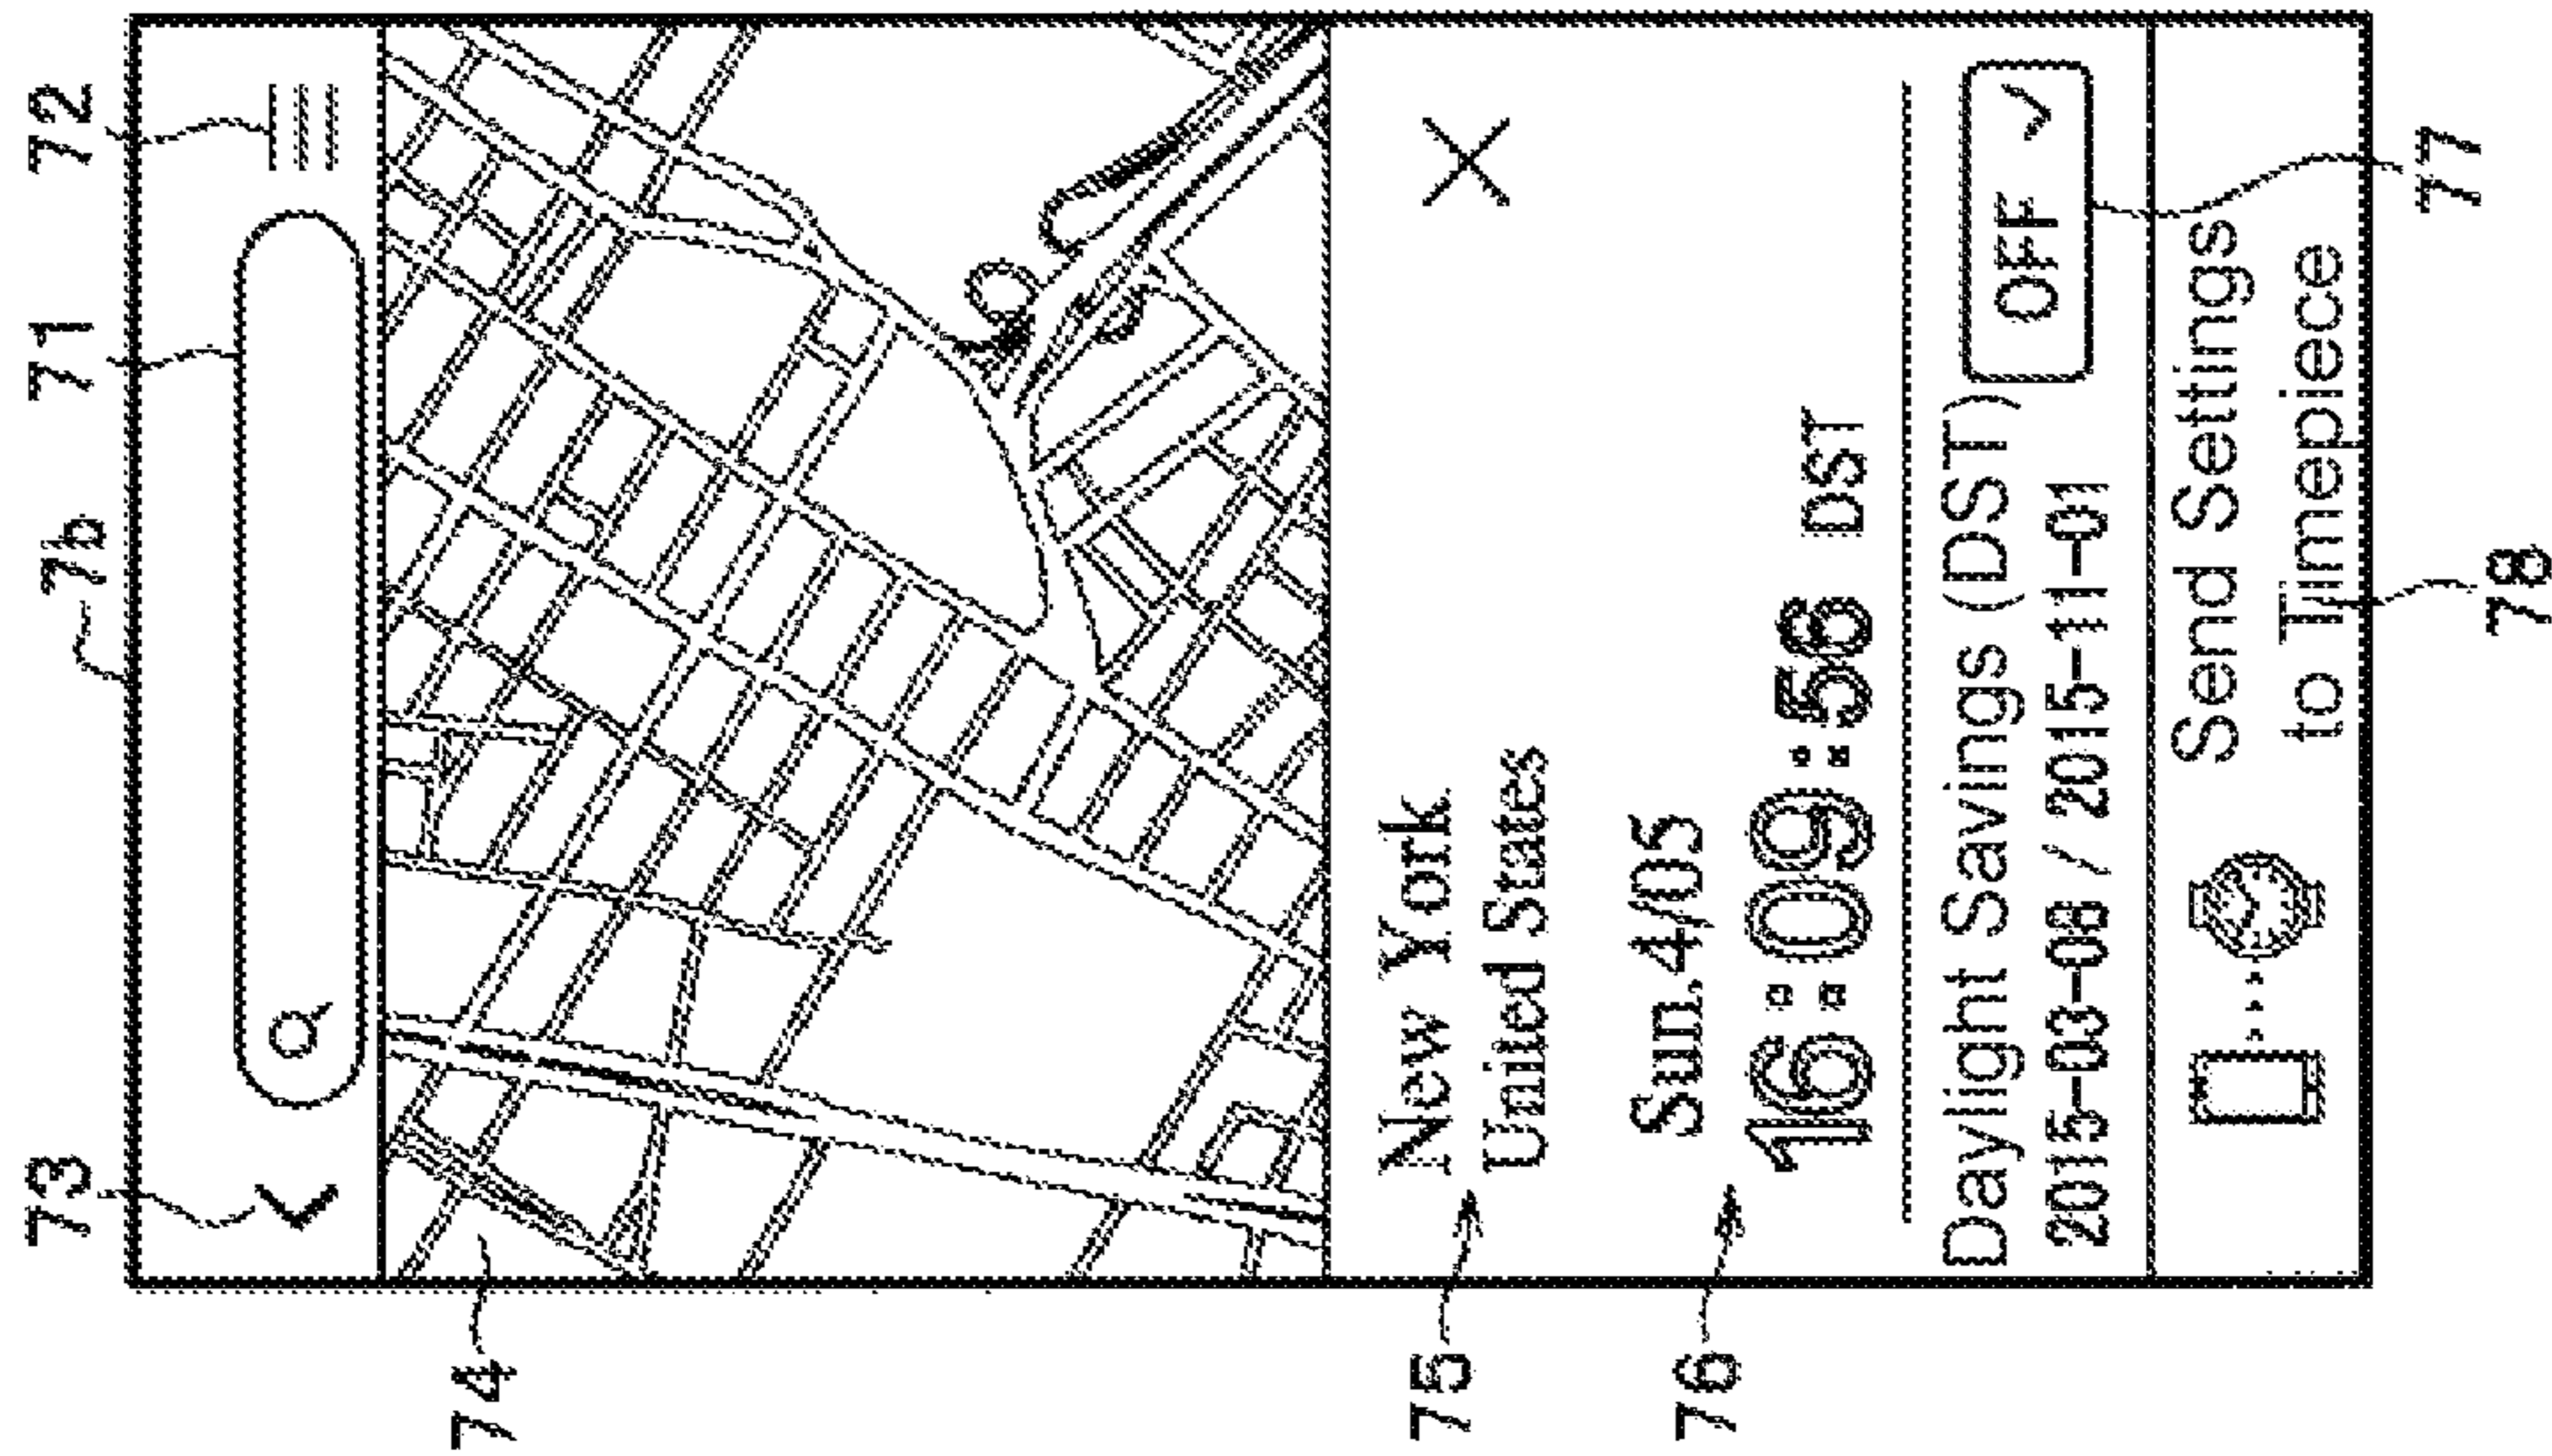 7b
73
71
72
74
75
New York
United States
76
Sun.4/05
16:09:56 DST
Daylight Savings (DST)
OFF
77
2015-03-08 / 2015-11-01
Send Settings
to Timepiece
78